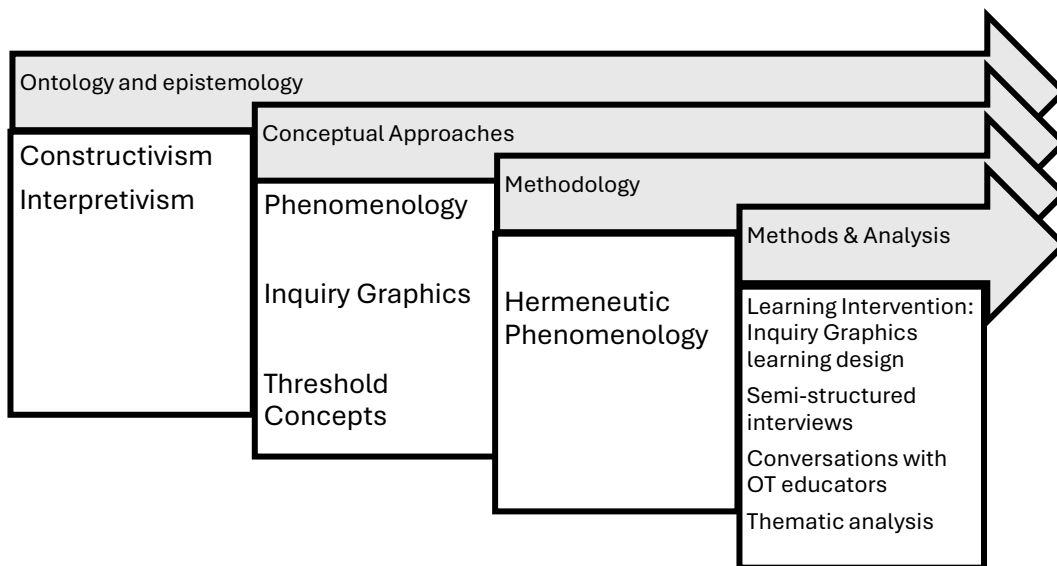 Ontology and epistemology
Constructivism
Interpretivism
Conceptual Approaches
Phenomenology
Inquiry Graphics
Threshold
Concepts
Methodology
Hermeneutic
Phenomenology
Methods & Analysis
Learning Intervention:
Inquiry Graphics
learning design
Semi-structured
interviews
Conversations with
OT educators
Thematic analysis